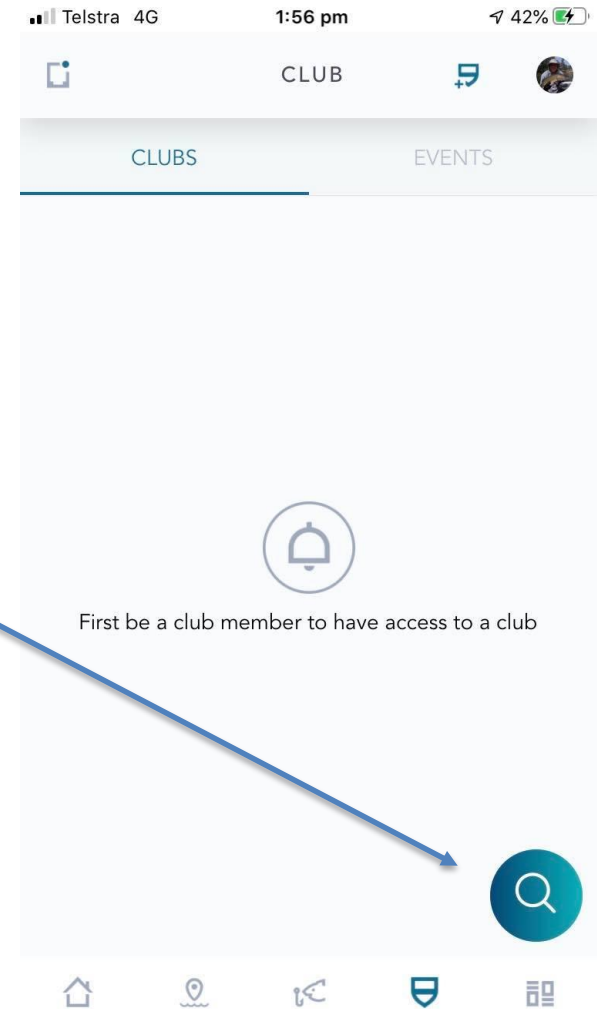 Telstra 4G 1:56 pm 42%
CLUB
CLUBS EVENTS
First be a club member to have access to a club